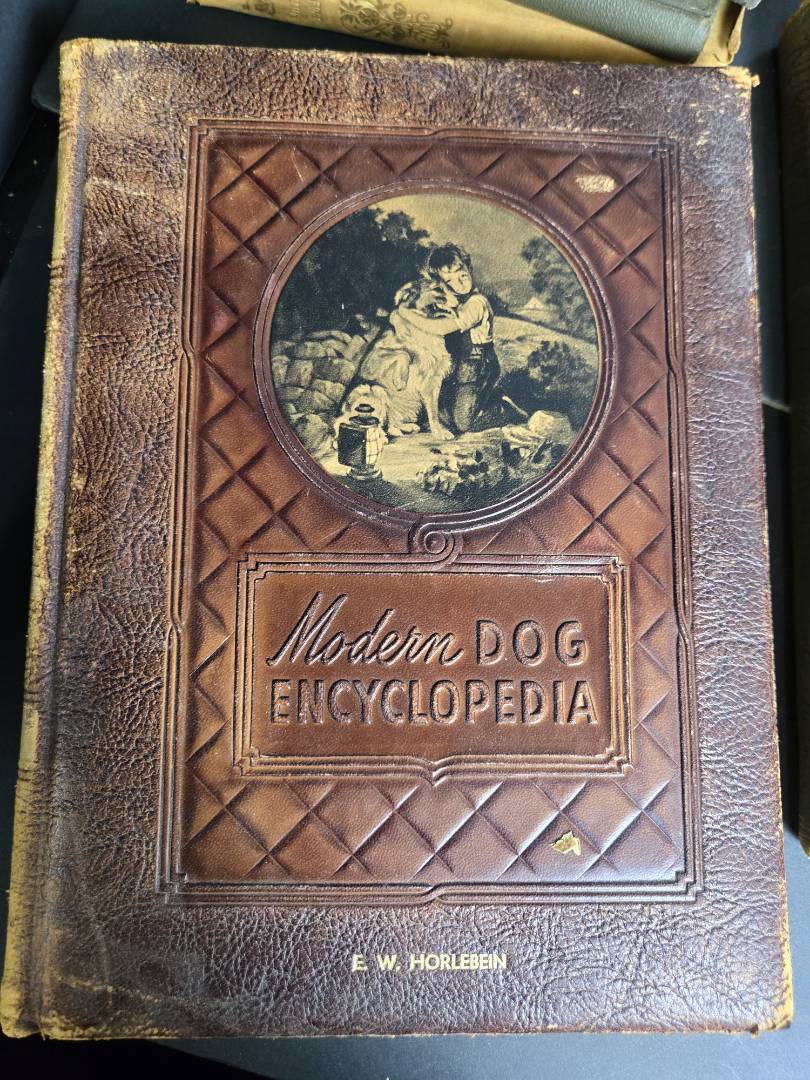 Modern DOG
ENCYCLOPEDIA
E. W. HORLEBEIN